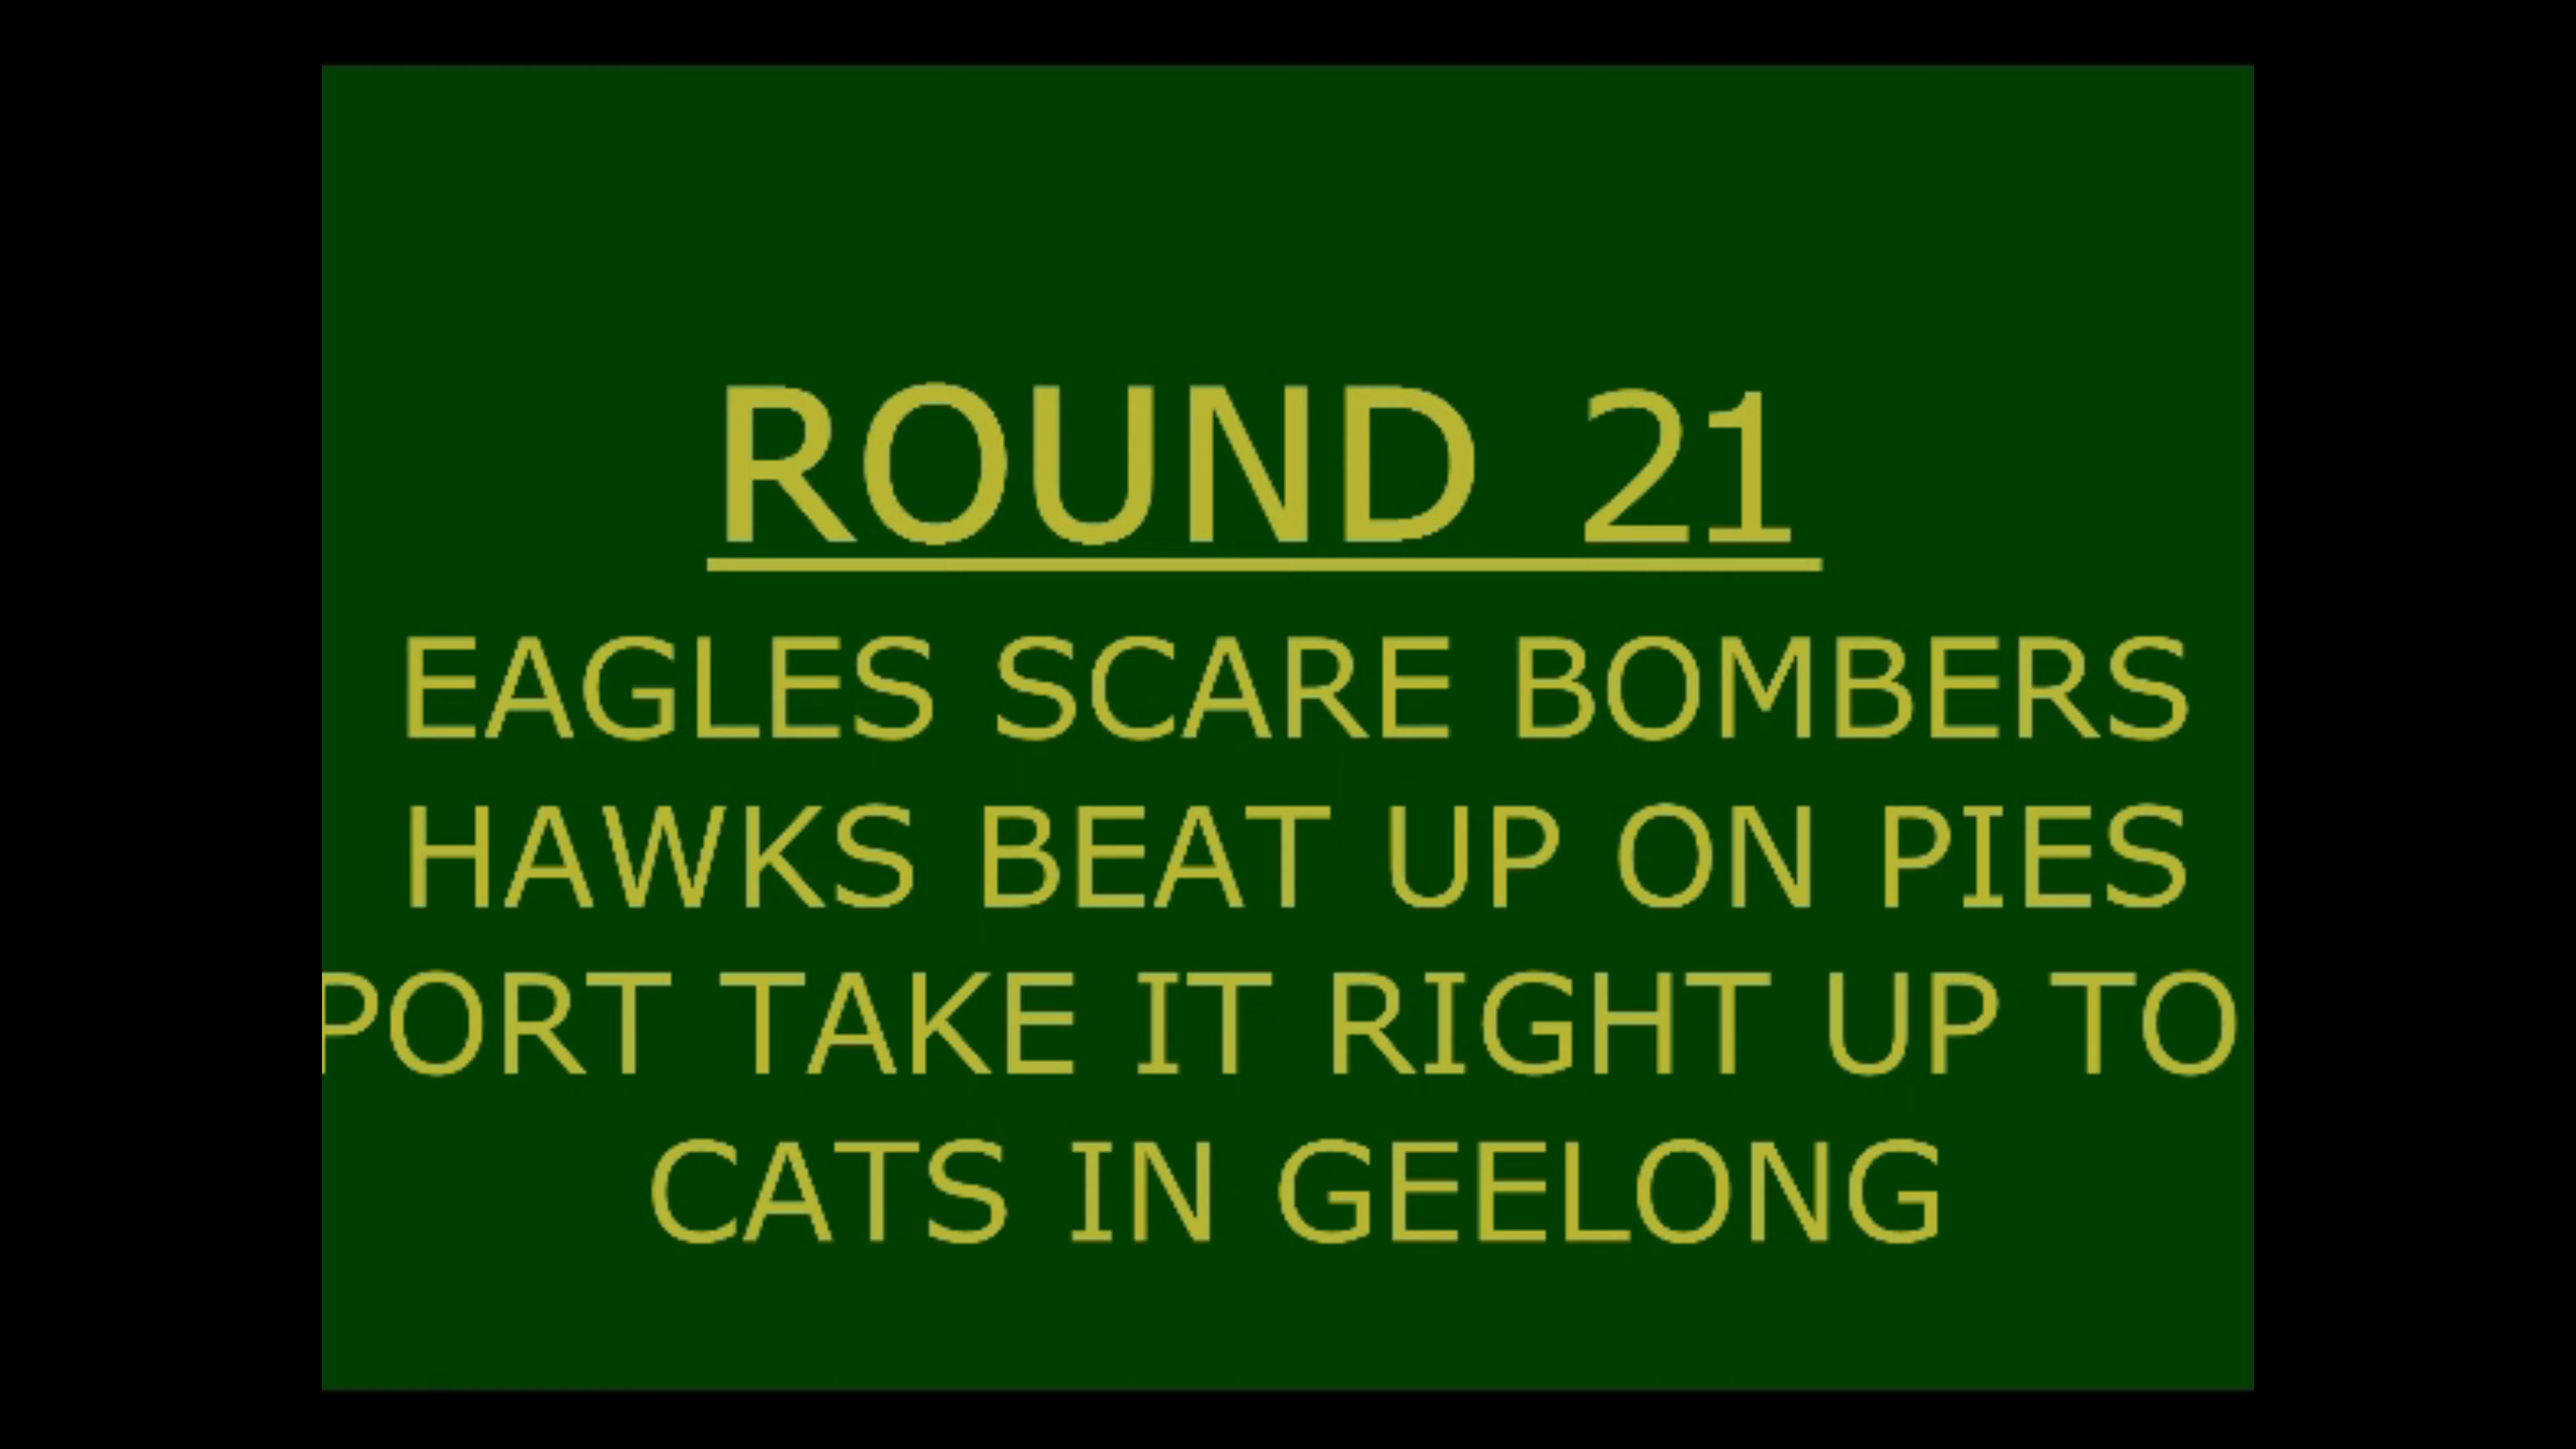 ROUND 21
EAGLES SCARE BOMBERS
HAWKS BEAT UP ON PIES
PORT TAKE IT RIGHT UP TO
CATS IN GEELONG